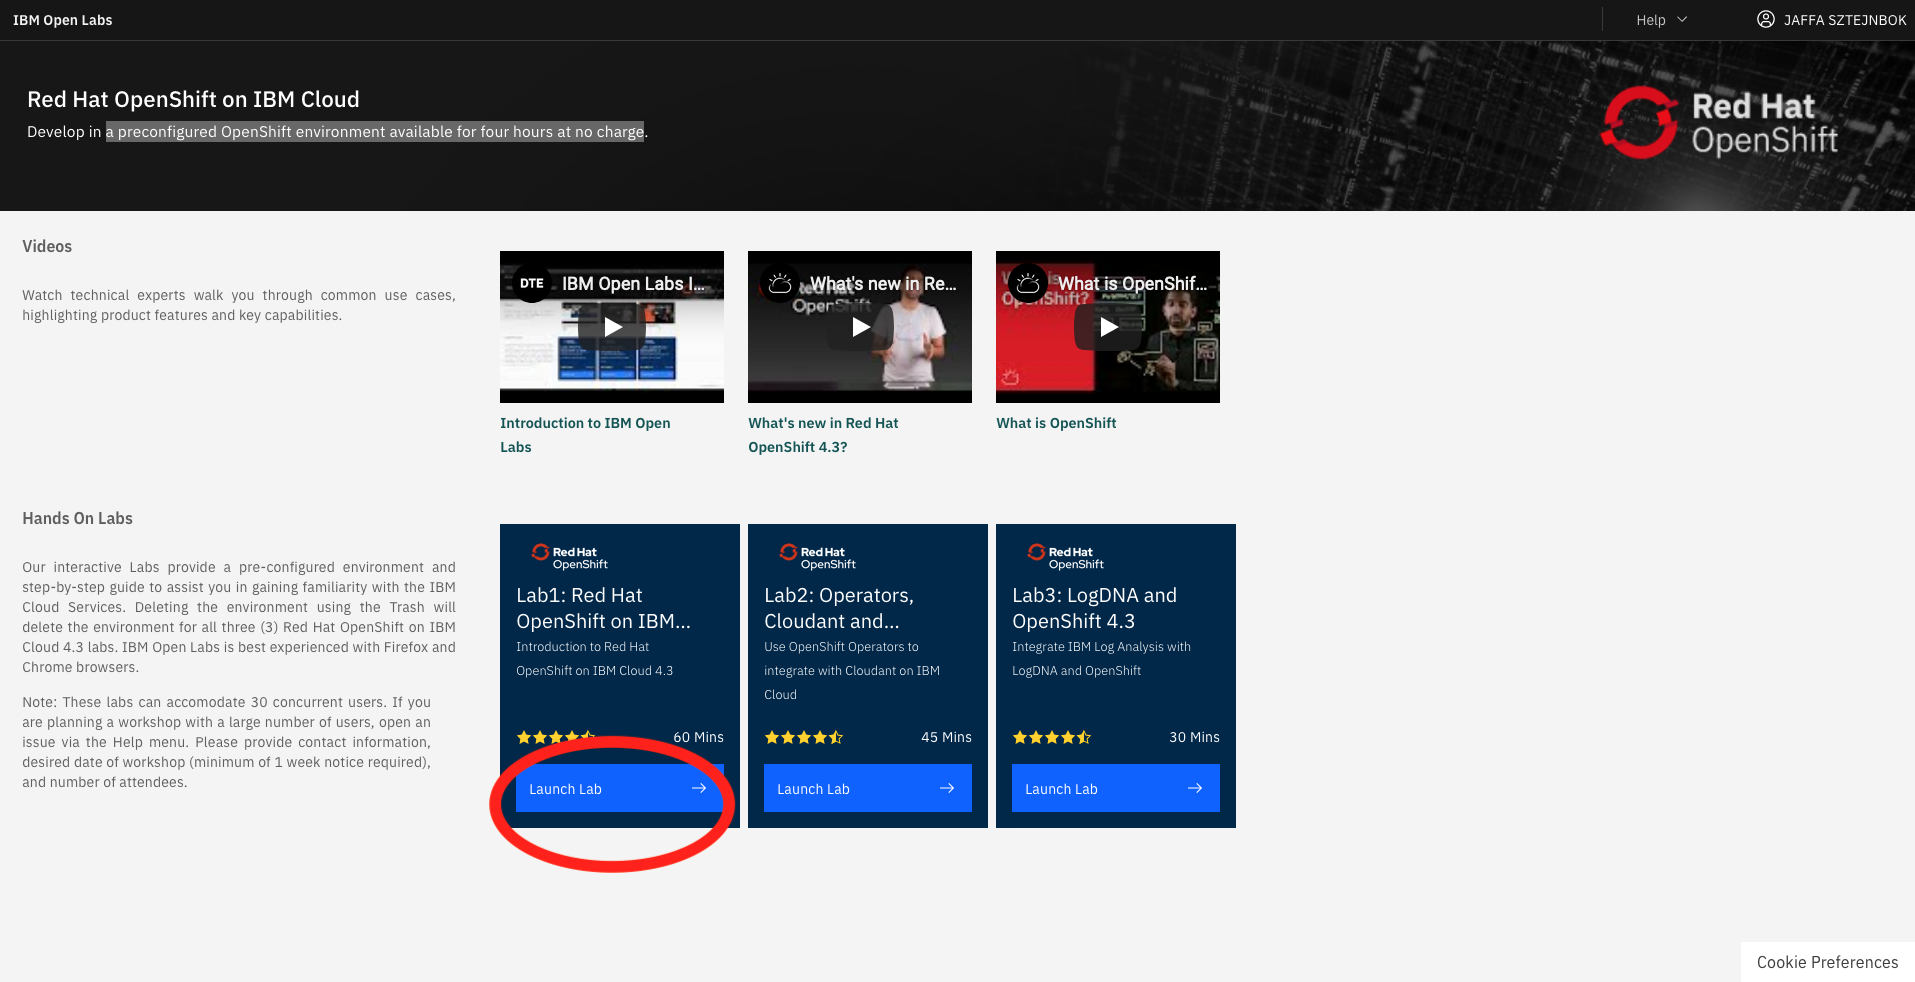 IBM Open Labs
Help
JAFFA SZTEJNBOK
Red Hat OpenShift on IBM Cloud
Develop in a preconfigured OpenShift environment available for four hours at no charge.
Red Hat
OpenShift
Videos
Watch technical experts walk you through common use cases,
highlighting product features and key capabilities.
DTE
IBM Open Labs I...
What's new in Re...
Red Hat
OpenShift
What is OpenShif...
OpenShift?
Introduction to IBM Open
Labs
What's new in Red Hat
OpenShift 4.3?
What is OpenShift
Hands On Labs
Our interactive Labs provide a pre-configured environment and
step-by-step guide to assist you in gaining familiarity with the IBM
Cloud Services. Deleting the environment using the Trash will
delete the environment for all three (3) Red Hat OpenShift on IBM
Cloud 4.3 labs. IBM Open Labs is best experienced with Firefox and
Chrome browsers.
Note: These labs can accomodate 30 concurrent users. If you
are planning a workshop with a large number of users, open an
issue via the Help menu. Please provide contact information,
desired date of workshop (minimum of 1 week notice required),
and number of attendees.
Red Hat
OpenShift
Lab1: Red Hat
OpenShift on IBM...
Introduction to Red Hat
OpenShift on IBM Cloud 4.3
60 Mins
Launch Lab
Red Hat
OpenShift
Lab2: Operators,
Cloudant and...
Use OpenShift Operators to
integrate with Cloudant on IBM
Cloud
45 Mins
Launch Lab
Red Hat
OpenShift
Lab3: LogDNA and
OpenShift 4.3
Integrate IBM Log Analysis with
LogDNA and OpenShift
30 Mins
Launch Lab
Cookie Preferences